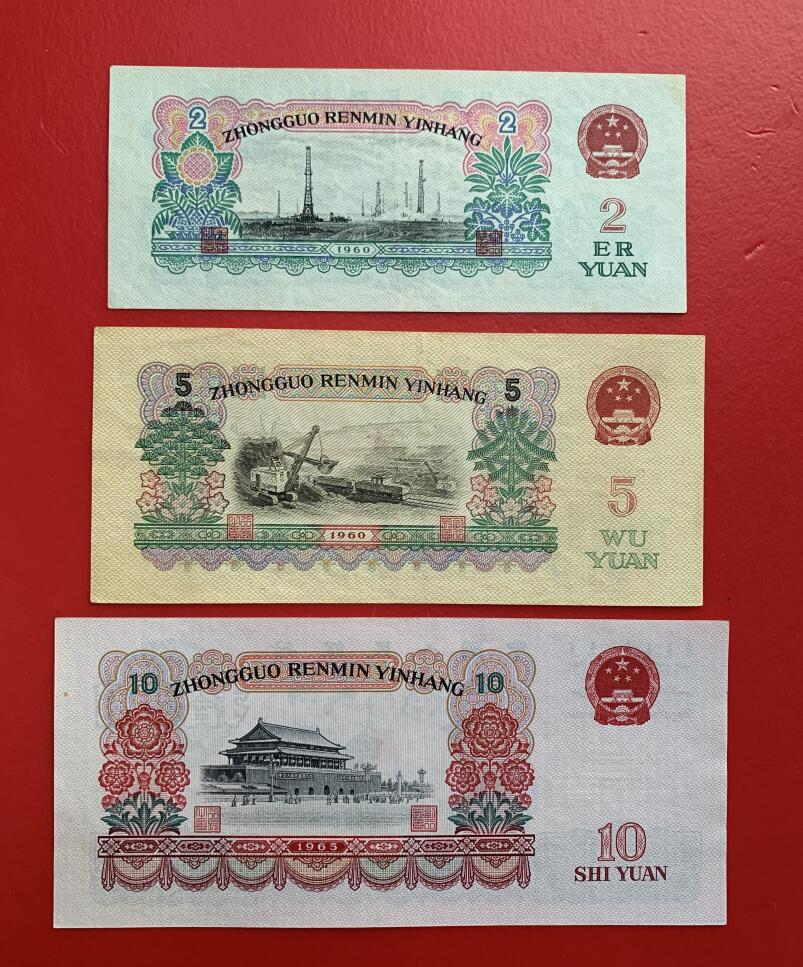 2 ZHONGGUO RENMIN YINHANG 2
2
ER
YUAN
1960
5 ZHONGGUO RENMIN YINHANG 5
5
WU
YUAN
1960
10 ZHONGGUO RENMIN YINHANG 10
1965
10
SHI YUAN